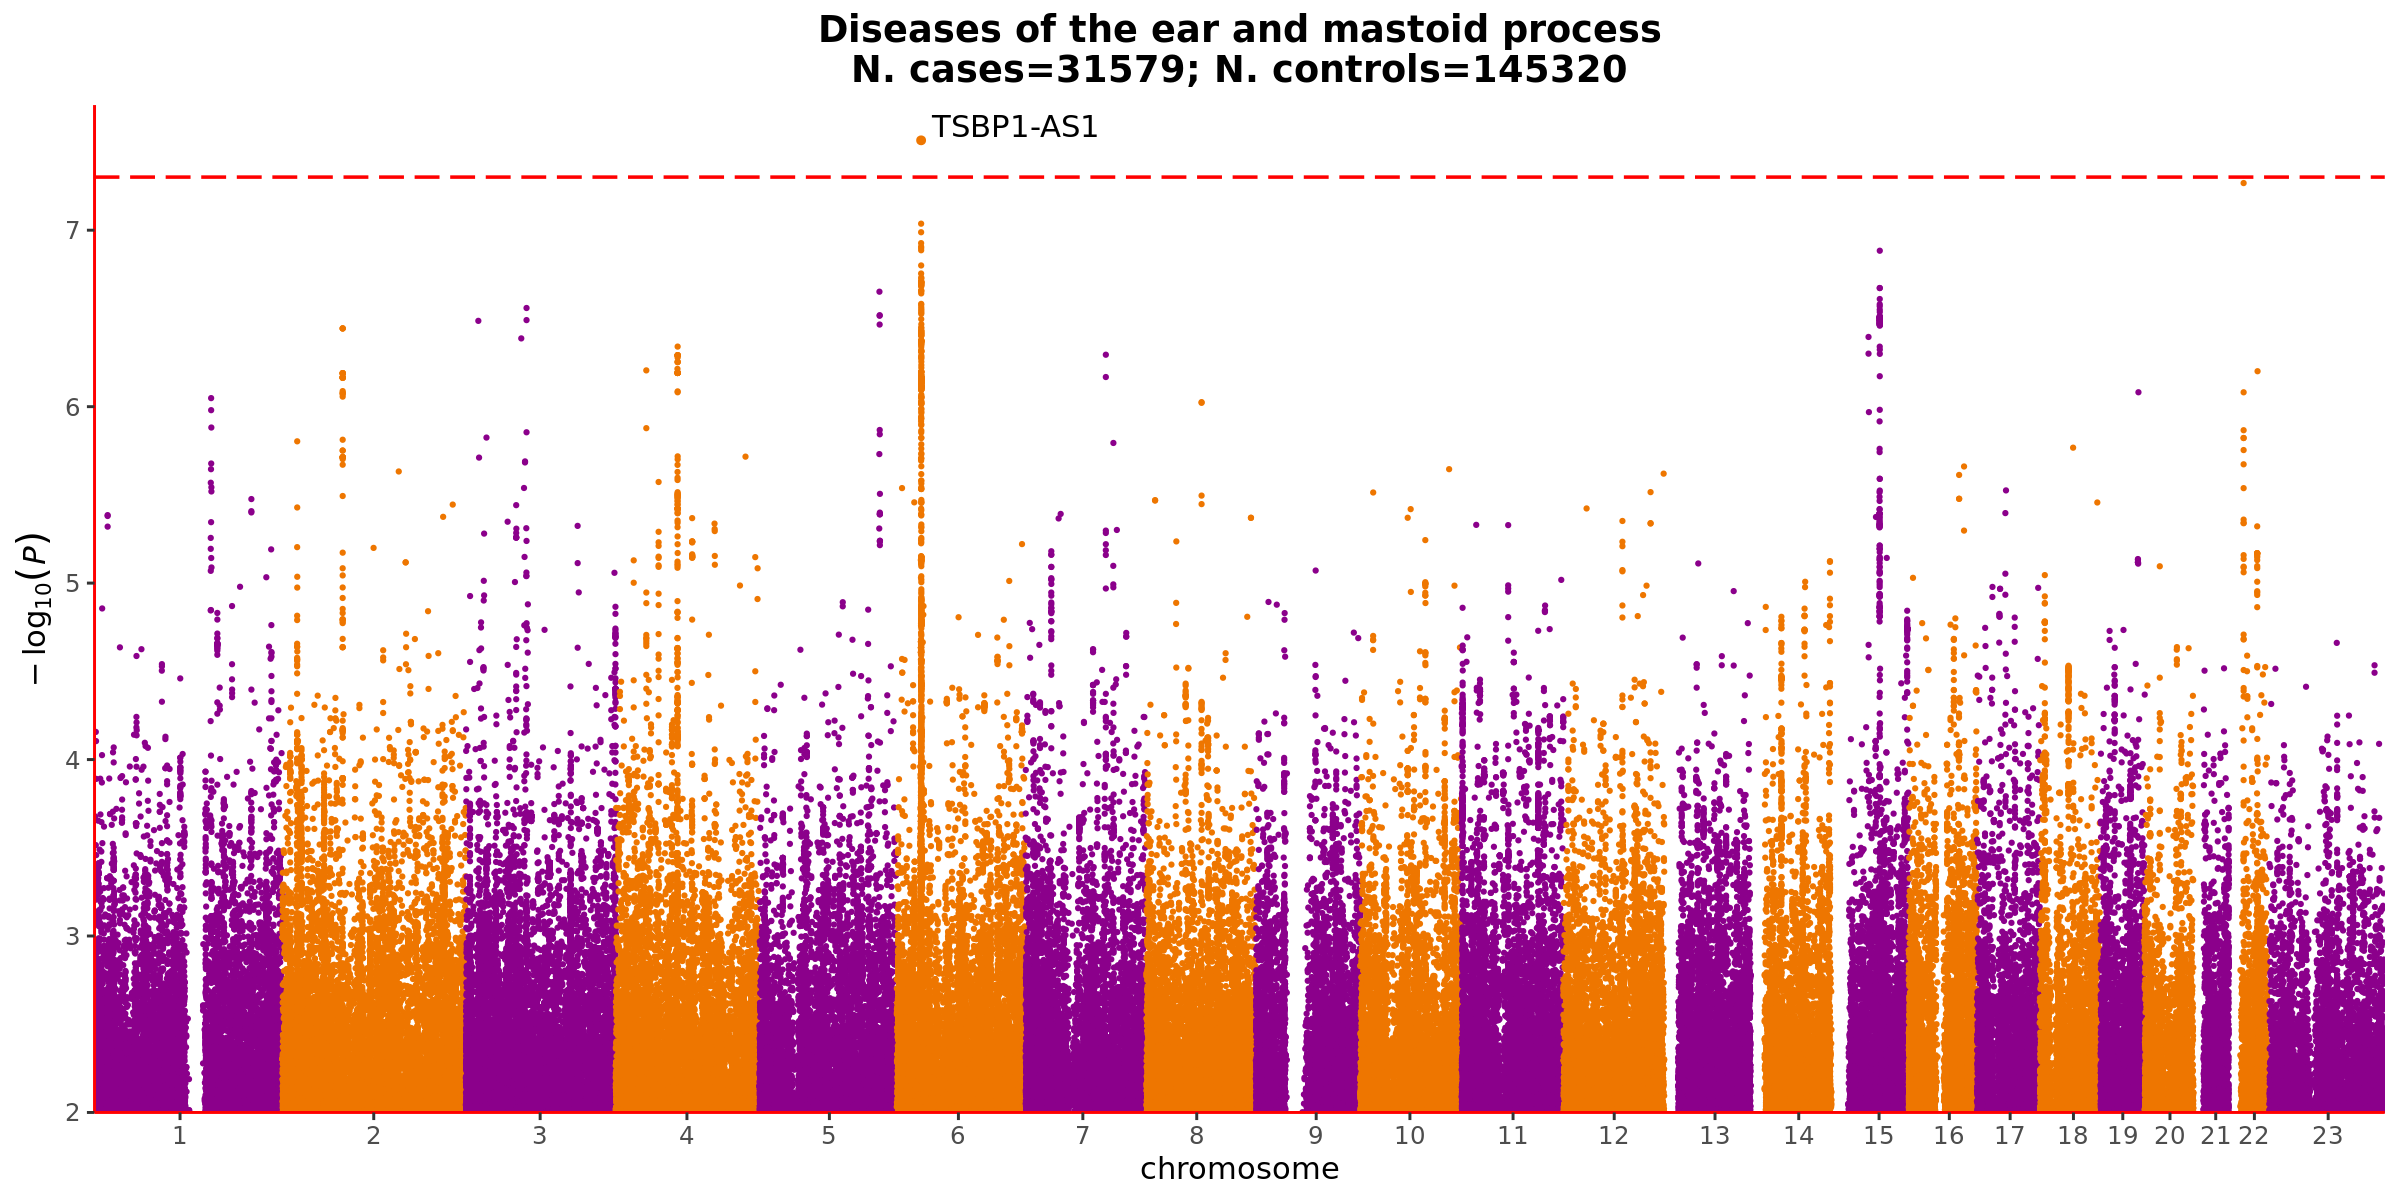 Diseases of the ear and mastoid process
N. cases=31579; N. controls=145320
TSBP1-AS1
7
6
5
4
3
2
−log10(P)
1 2 3 4 5 6 7 8 9 10 11 12 13 14 15 16 17 18 19 20 21 22 23
chromosome